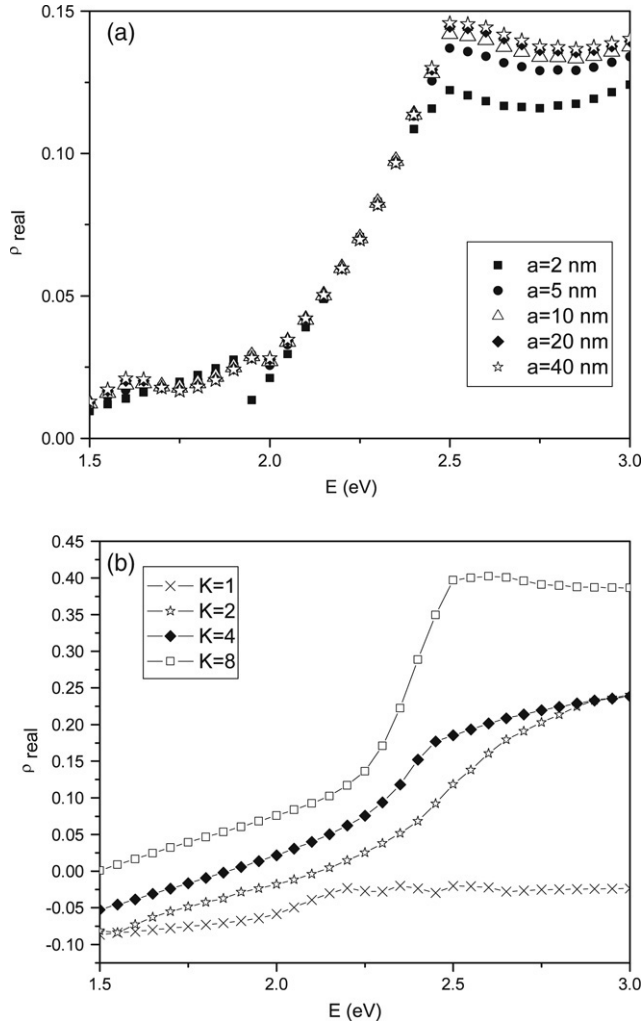 (a)
0.15
0.10
0.05
0.00
ρ real
a=2 nm
a=5 nm
a=10 nm
a=20 nm
a=40 nm
1.5 2.0 2.5 3.0
E (eV)
(b)
0.45
0.40
0.35
0.30
0.25
0.20
0.15
0.10
0.05
0.00
-0.05
-0.10
ρ real
K=1
K=2
K=4
K=8
1.5 2.0 2.5 3.0
E (eV)